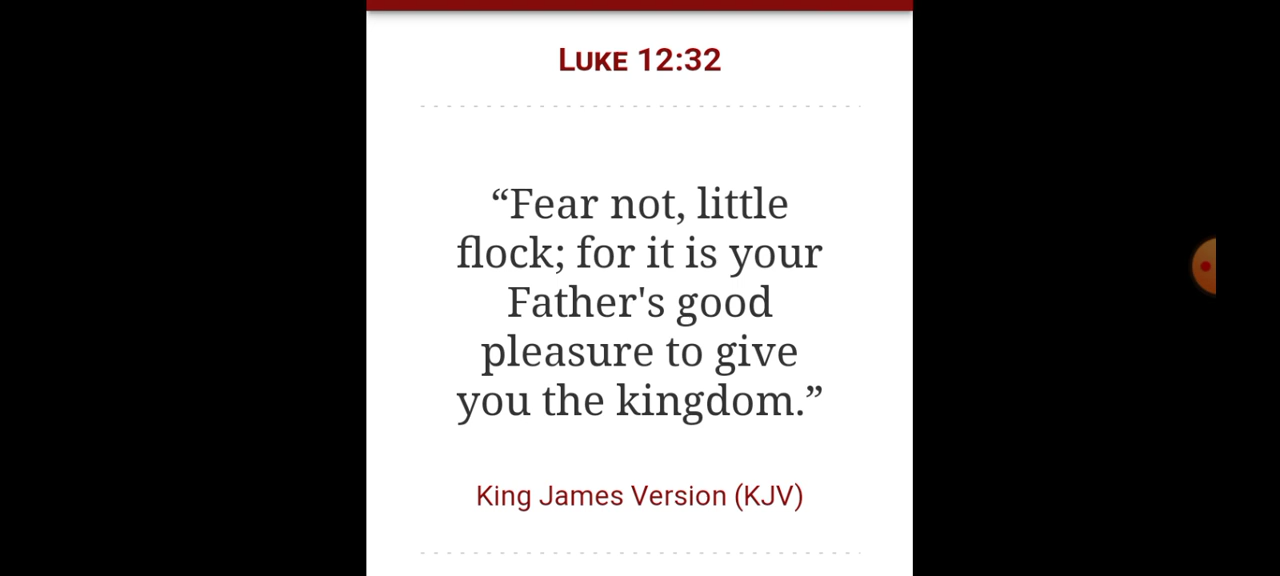 LUKE 12:32
“Fear not, little
flock; for it is your
Father's good
pleasure to give
you the kingdom.”
King James Version (KJV)